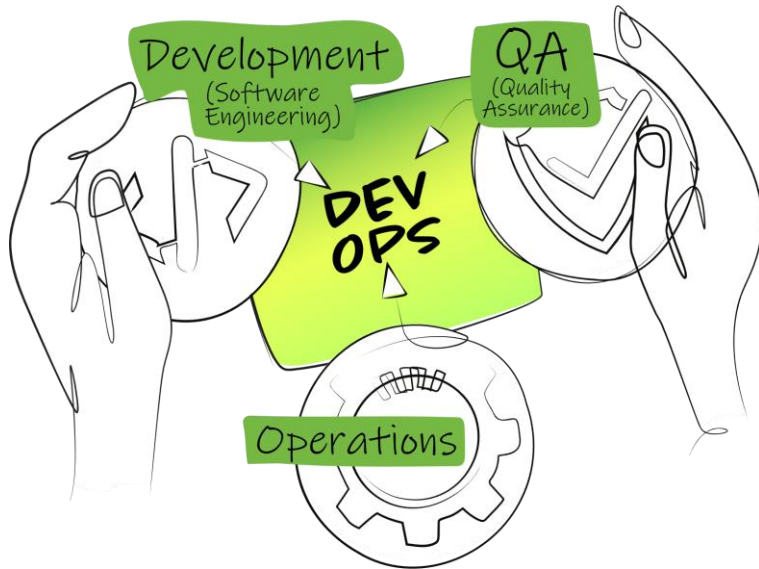 Development
(Software
Engineering)
QA
(Quality
Assurance)
DEV
OPS
Operations